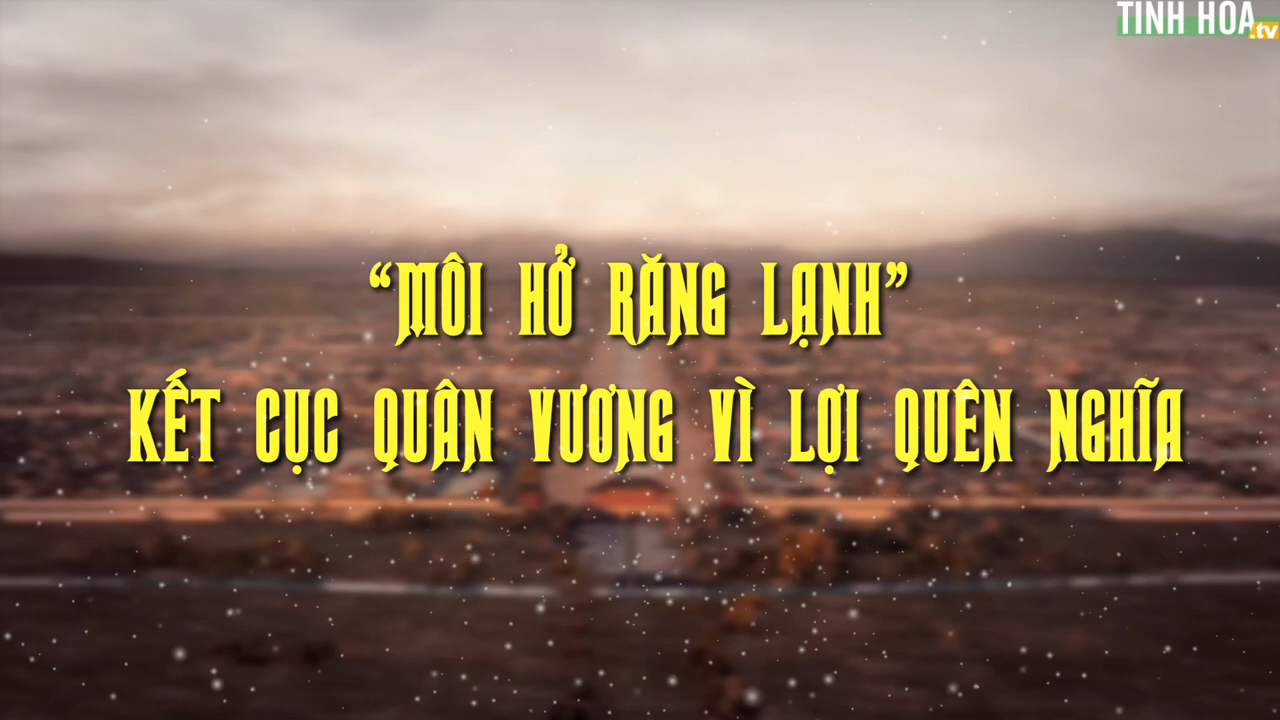 TINH HOA.tv
“MÔI HỞ RĂNG LẠNH”
KẾT CỤC QUÂN VƯƠNG VÌ LỢI QUÊN NGHĨA